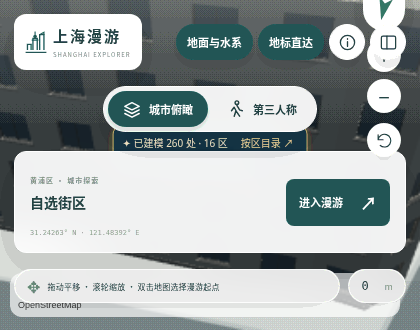 上海漫游
SHANGHAI EXPLORER
地面与水系
地标直达
城市俯瞰
第三人称
✦ 已建模 260 处 · 16 区 按区目录 ↗
黄浦区 · 城市探索
自选街区
31.24263° N · 121.48392° E
进入漫游 ↗
拖动平移 · 滚轮缩放 · 双击地图选择漫游起点
0 m
OpenStreetMap